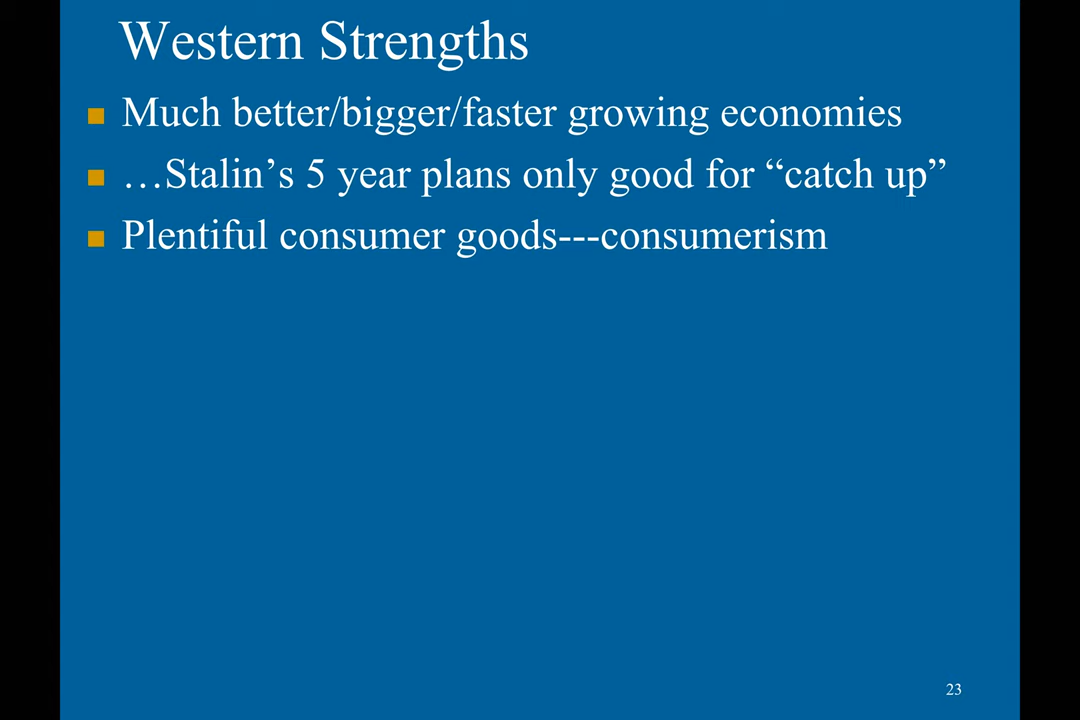 Western Strengths
Much better/bigger/faster growing economies
…Stalin’s 5 year plans only good for “catch up”
Plentiful consumer goods---consumerism
23